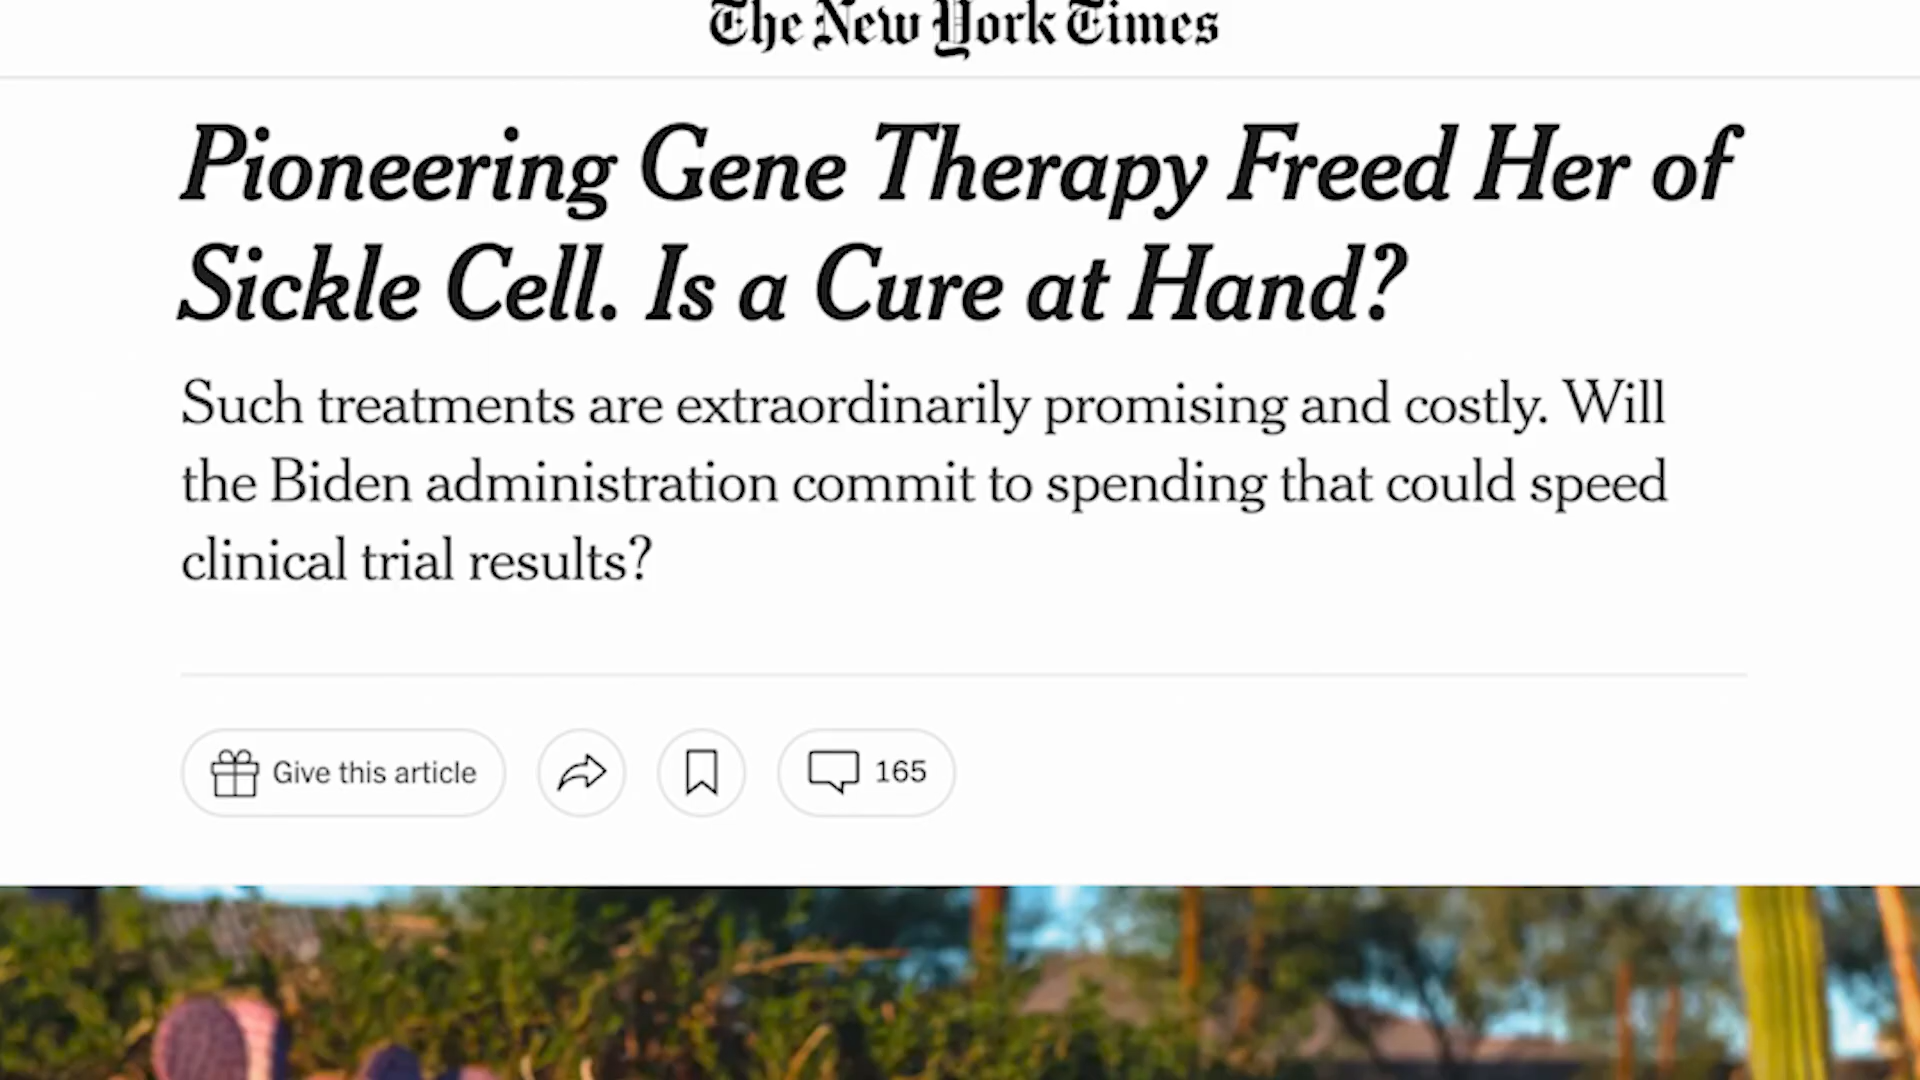 The New York Times
Pioneering Gene Therapy Freed Her of
Sickle Cell. Is a Cure at Hand?
Such treatments are extraordinarily promising and costly. Will
the Biden administration commit to spending that could speed
clinical trial results?
Give this article
165